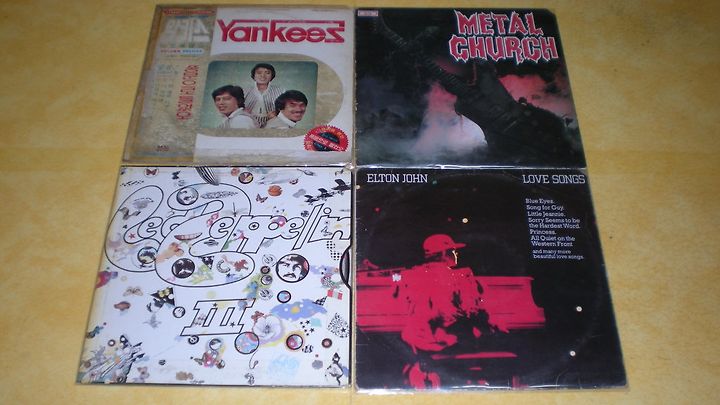 YankeeS
METAL
CHURCH
Led Zeppelin
III
ELTON JOHN
LOVE SONGS
Blue Eyes.
Song for Guy.
Little Jeannie.
Sorry Seems to be
the Hardest Word.
Princess.
All Quiet on the
Western Front
and many more
beautiful love songs.